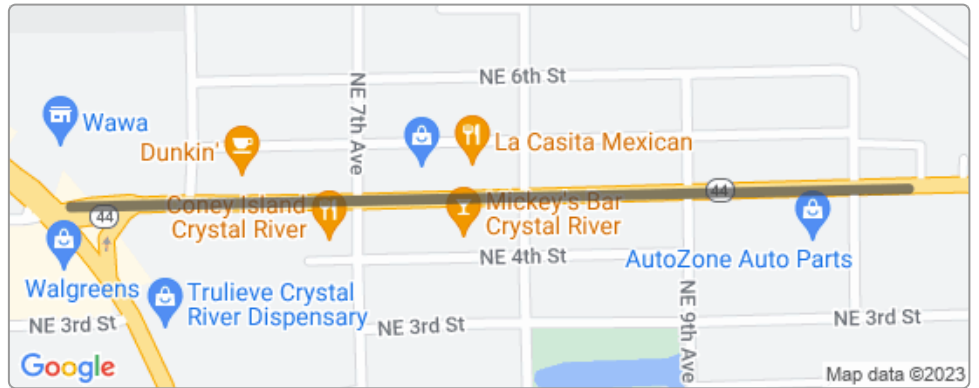 NE 6th St
NE 7th Ave
Wawa
Dunkin'
La Casita Mexican
44
Coney Island
Crystal River
Mickey's Bar
Crystal River
44
NE 4th St
AutoZone Auto Parts
Walgreens
Trulieve Crystal
River Dispensary
NE 9th Ave
NE 3rd St
NE 3rd St
NE 3rd St
Google
Map data ©2023